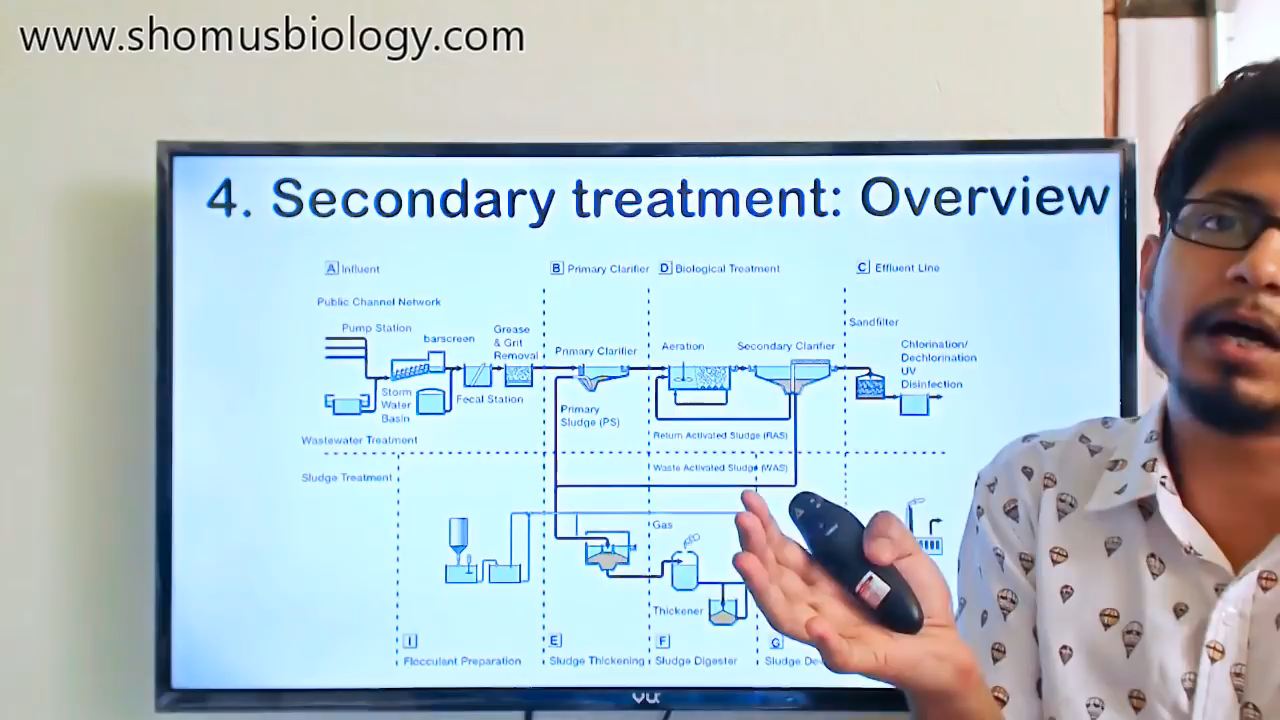 www.shomusbiology.com
4. Secondary treatment: Overview
A Influent
B Primary Clarifier
D Biological Treatment
C Effluent Line
Public Channel Network
Pump Station
barscreen
Grease
& Grit
Removal
Primary Clarifier
Aeration
Secondary Clarifier
Sandfilter
Chlorination/
Dechlorination
UV
Disinfection
Storm
Water
Basin
Fecal Station
Primary
Sludge (PS)
Return Activated Sludge (RAS)
Wastewater Treatment
Waste Activated Sludge (WAS)
Sludge Treatment
Gas
Thickener
I
Flocculant Preparation
E
Sludge Thickening
F
Sludge Digester
G
Sludge
VU